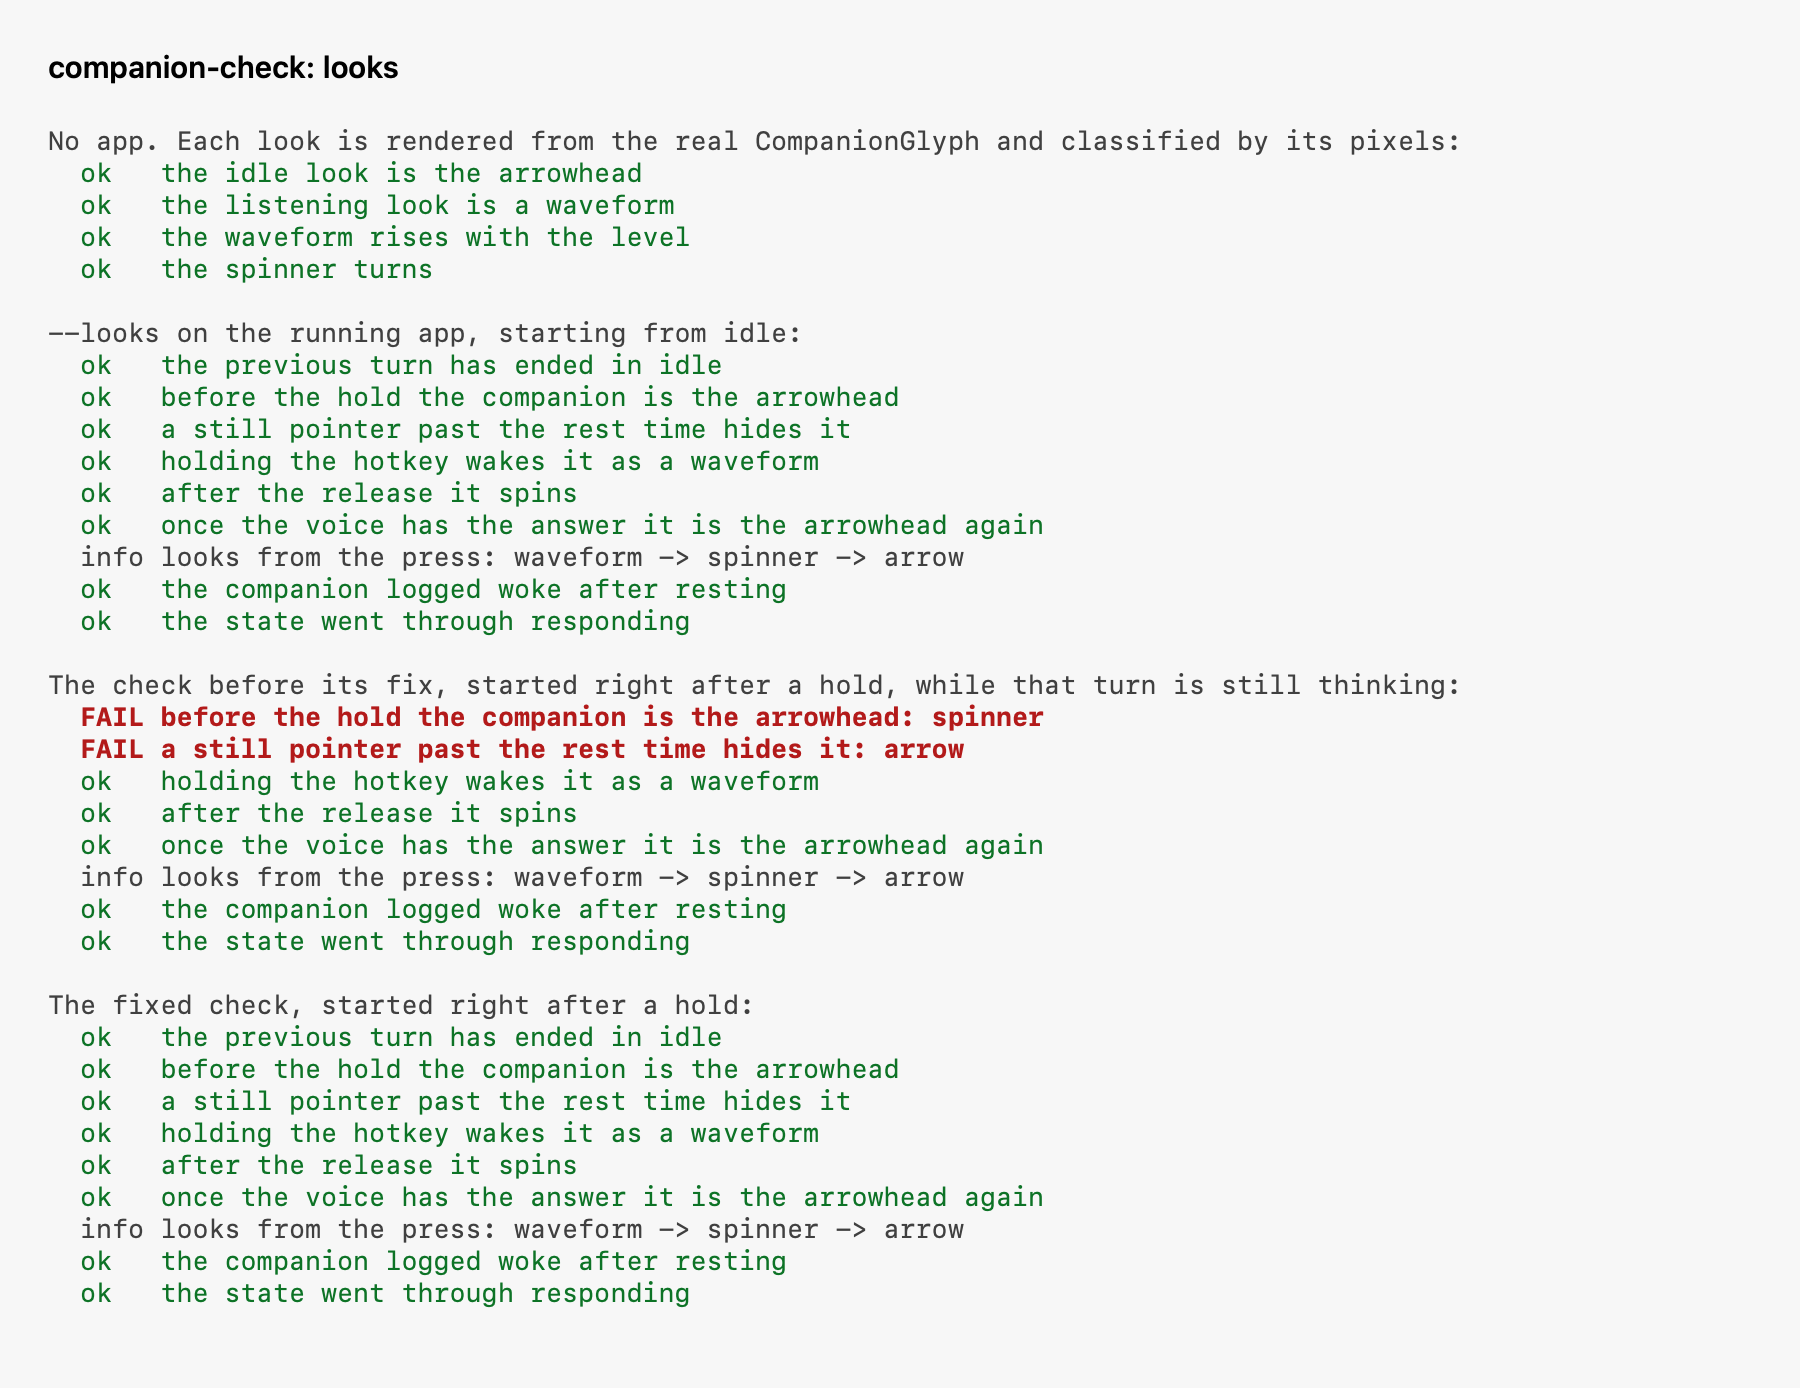 companion-check: looks
No app. Each look is rendered from the real CompanionGlyph and classified by its pixels:
ok the idle look is the arrowhead
ok the listening look is a waveform
ok the waveform rises with the level
ok the spinner turns
--looks on the running app, starting from idle:
ok the previous turn has ended in idle
ok before the hold the companion is the arrowhead
ok a still pointer past the rest time hides it
ok holding the hotkey wakes it as a waveform
ok after the release it spins
ok once the voice has the answer it is the arrowhead again
info looks from the press: waveform -> spinner -> arrow
ok the companion logged woke after resting
ok the state went through responding
The check before its fix, started right after a hold, while that turn is still thinking:
FAIL before the hold the companion is the arrowhead: spinner
FAIL a still pointer past the rest time hides it: arrow
ok holding the hotkey wakes it as a waveform
ok after the release it spins
ok once the voice has the answer it is the arrowhead again
info looks from the press: waveform -> spinner -> arrow
ok the companion logged woke after resting
ok the state went through responding
The fixed check, started right after a hold:
ok the previous turn has ended in idle
ok before the hold the companion is the arrowhead
ok a still pointer past the rest time hides it
ok holding the hotkey wakes it as a waveform
ok after the release it spins
ok once the voice has the answer it is the arrowhead again
info looks from the press: waveform -> spinner -> arrow
ok the companion logged woke after resting
ok the state went through responding